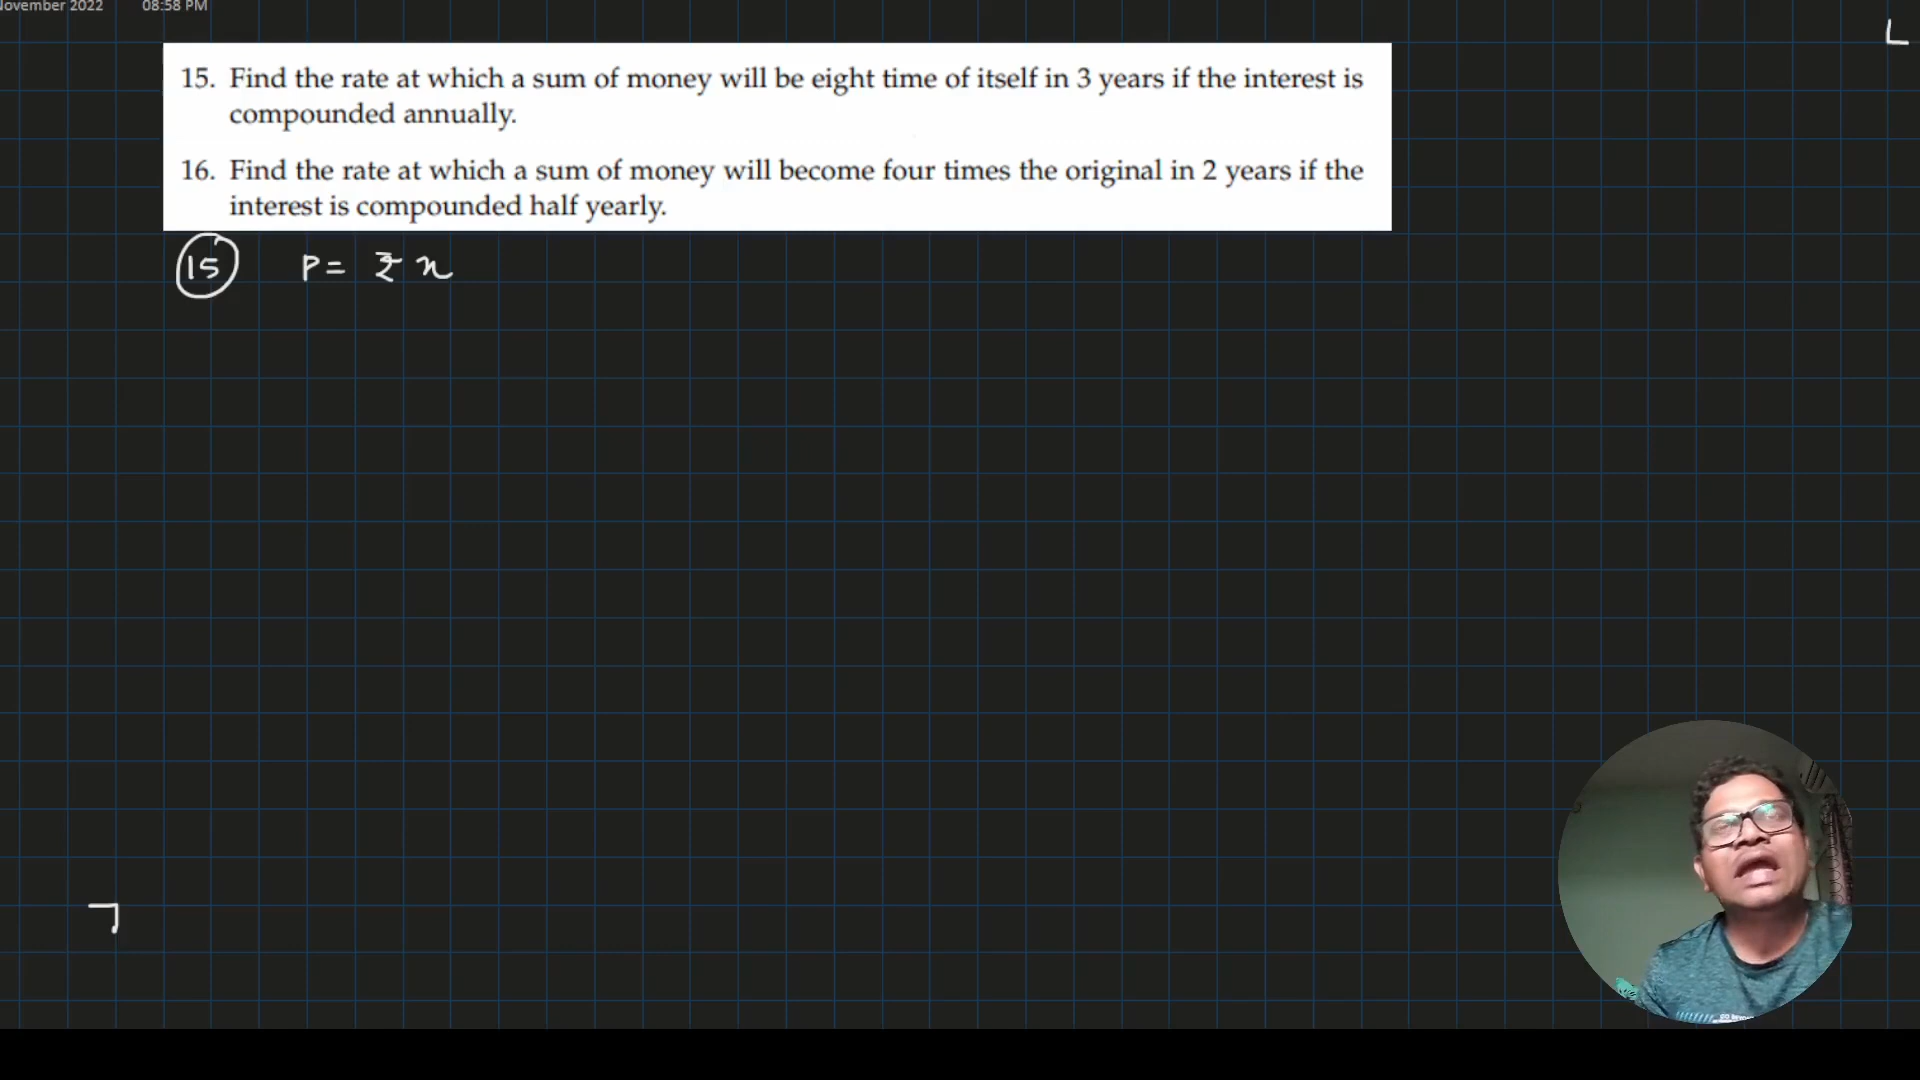 November 2022 08:58 PM
15. Find the rate at which a sum of money will be eight time of itself in 3 years if the interest is
compounded annually.
16. Find the rate at which a sum of money will become four times the original in 2 years if the
interest is compounded half yearly.
15 P = ₹ x